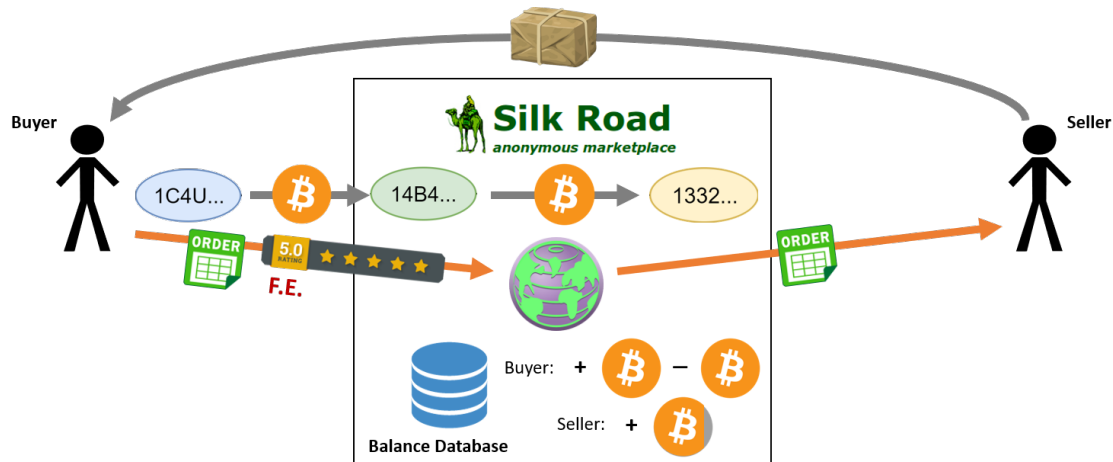 Buyer
Seller
Silk Road
anonymous marketplace
1C4U...
14B4...
1332...
ORDER
5.0
RATING
F.E.
ORDER
Buyer: + −
Seller: +
Balance Database